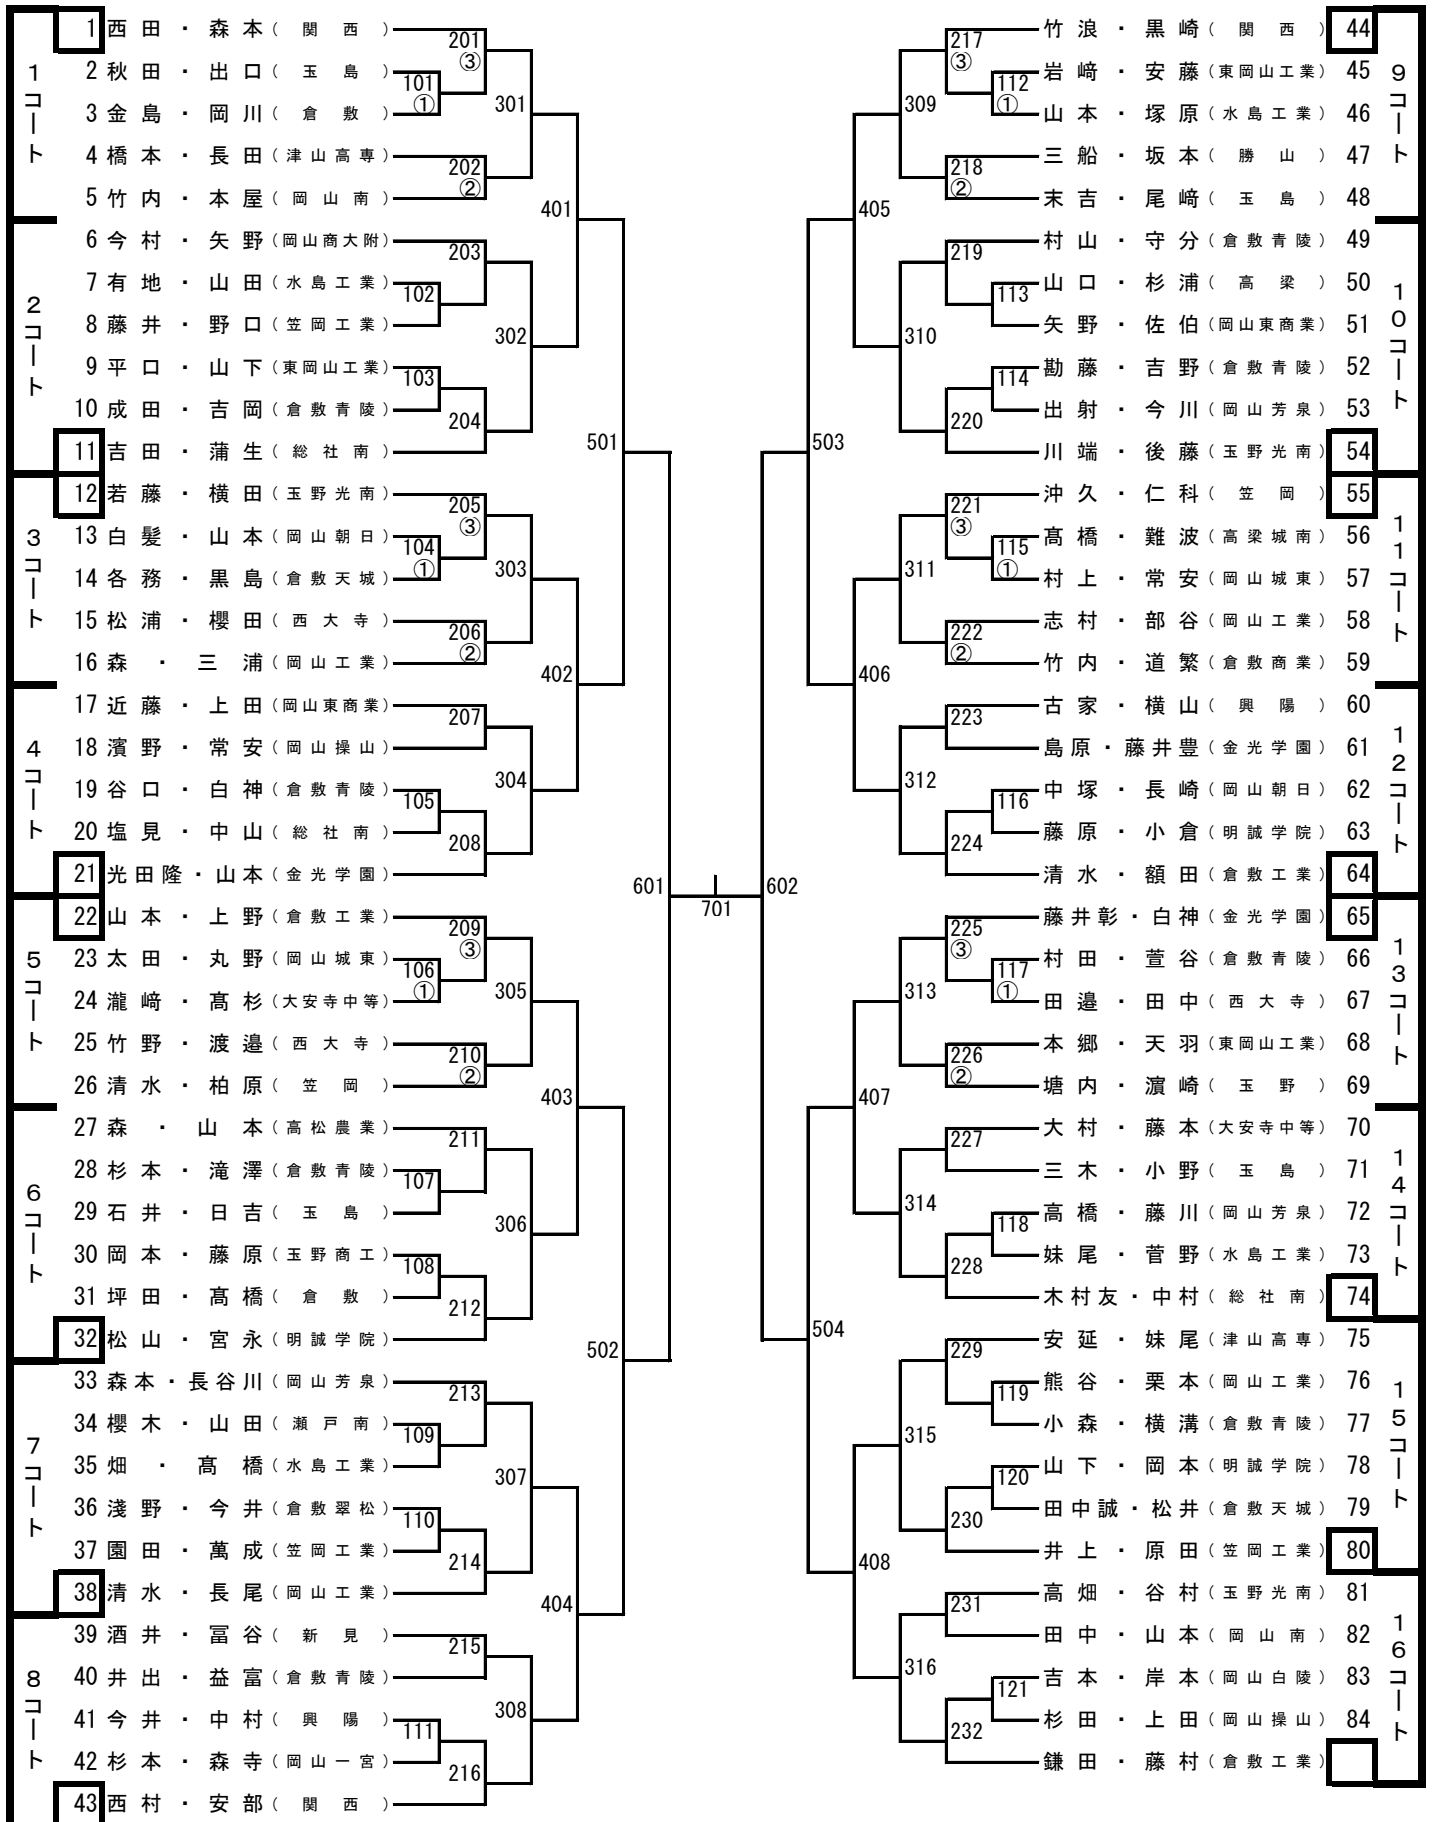 1コート
1 西田・森本（関西）
2 秋田・出口（玉島）
3 金島・岡川（倉敷）
4 橋本・長田（津山高専）
5 竹内・本屋（岡山南）
2コート
6 今村・矢野（岡山商大附）
7 有地・山田（水島工業）
8 藤井・野口（笠岡工業）
9 平口・山下（東岡山工業）
10 成田・吉岡（倉敷青陵）
11 吉田・蒲生（総社南）
3コート
12 若藤・横田（玉野光南）
13 白髪・山本（岡山朝日）
14 各務・黒島（倉敷天城）
15 松浦・櫻田（西大寺）
16 森・三浦（岡山工業）
4コート
17 近藤・上田（岡山東商業）
18 濱野・常安（岡山操山）
19 谷口・白神（倉敷青陵）
20 塩見・中山（総社南）
21 光田隆・山本（金光学園）
5コート
22 山本・上野（倉敷工業）
23 太田・丸野（岡山城東）
24 瀧﨑・髙杉（大安寺中等）
25 竹野・渡邉（西大寺）
26 清水・柏原（笠岡）
6コート
27 森・山本（高松農業）
28 杉本・滝澤（倉敷青陵）
29 石井・日吉（玉島）
30 岡本・藤原（玉野商工）
31 坪田・髙橋（倉敷）
32 松山・宮永（明誠学院）
7コート
33 森本・長谷川（岡山芳泉）
34 櫻木・山田（瀬戸南）
35 畑・髙橋（水島工業）
36 淺野・今井（倉敷翠松）
37 園田・萬成（笠岡工業）
38 清水・長尾（岡山工業）
8コート
39 酒井・冨谷（新見）
40 井出・益富（倉敷青陵）
41 今井・中村（興陽）
42 杉本・森寺（岡山一宮）
43 西村・安部（関西）
101
①
102
103
104
①
105
106
①
107
108
109
110
111
201
③
202
②
203
204
205
③
206
②
207
208
209
③
210
②
211
212
213
214
215
216
301
302
303
304
305
306
307
308
401
402
403
404
501
502
601
701
602
503
504
405
406
407
408
309
310
311
312
313
314
315
316
217
③
218
②
219
220
221
③
222
②
223
224
225
③
226
②
227
228
229
230
231
232
112
①
113
114
115
①
116
117
①
118
119
120
121
9コート
竹浪・黒崎（関西）44
岩﨑・安藤（東岡山工業）45
山本・塚原（水島工業）46
三船・坂本（勝山）47
末吉・尾﨑（玉島）48
10コート
村山・守分（倉敷青陵）49
山口・杉浦（高梁）50
矢野・佐伯（岡山東商業）51
勘藤・吉野（倉敷青陵）52
出射・今川（岡山芳泉）53
川端・後藤（玉野光南）54
11コート
沖久・仁科（笠岡）55
髙橋・難波（高梁城南）56
村上・常安（岡山城東）57
志村・部谷（岡山工業）58
竹内・道繁（倉敷商業）59
12コート
古家・横山（興陽）60
島原・藤井豊（金光学園）61
中塚・長崎（岡山朝日）62
藤原・小倉（明誠学院）63
清水・額田（倉敷工業）64
13コート
藤井彰・白神（金光学園）65
村田・萱谷（倉敷青陵）66
田邉・田中（西大寺）67
本郷・天羽（東岡山工業）68
塘内・濵崎（玉野）69
14コート
大村・藤本（大安寺中等）70
三木・小野（玉島）71
高橋・藤川（岡山芳泉）72
妹尾・菅野（水島工業）73
木村友・中村（総社南）74
15コート
安延・妹尾（津山高専）75
熊谷・栗本（岡山工業）76
小森・横溝（倉敷青陵）77
山下・岡本（明誠学院）78
田中誠・松井（倉敷天城）79
井上・原田（笠岡工業）80
16コート
高畑・谷村（玉野光南）81
田中・山本（岡山南）82
吉本・岸本（岡山白陵）83
杉田・上田（岡山操山）84
鎌田・藤村（倉敷工業）